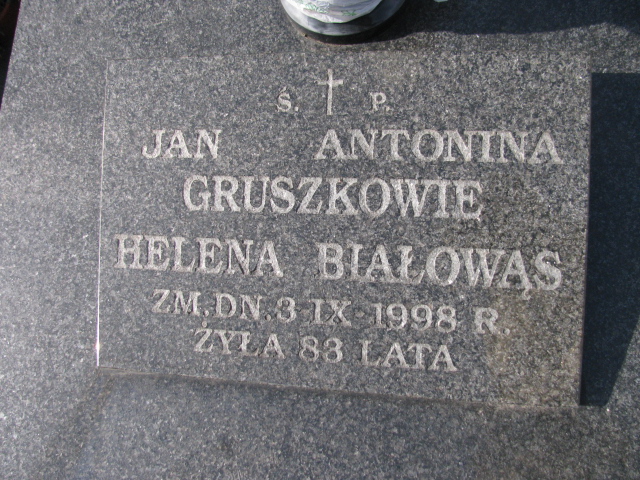 Ś. P.
JAN ANTONINA
GRUSZKOWIE
HELENA BIAŁOWĄS
ZM. DN. 3 IX 1998 R.
ŻYŁA 83 LATA